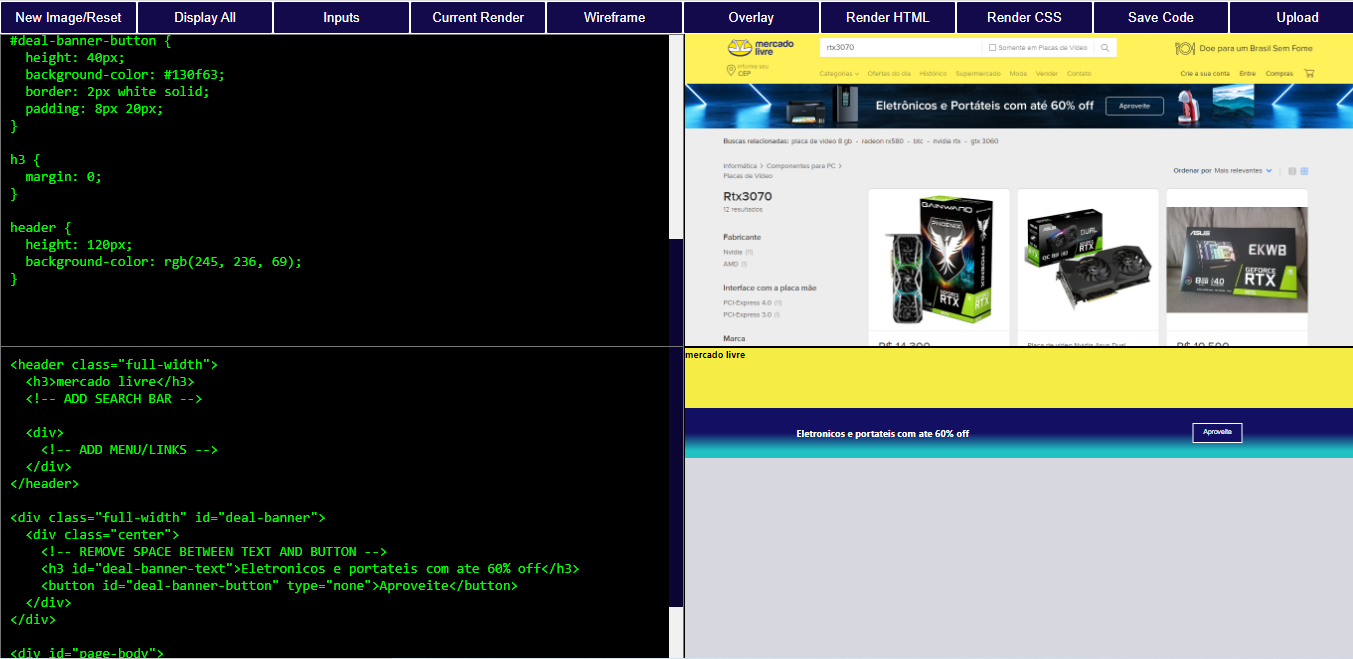 New Image/Reset
Display All
Inputs
Current Render
Wireframe
Overlay
Render HTML
Render CSS
Save Code
Upload
#deal-banner-button {
  height: 40px;
  background-color: #130f63;
  border: 2px white solid;
  padding: 8px 20px;
}
h3 {
  margin: 0;
}
header {
  height: 120px;
  background-color: rgb(245, 236, 69);
}
mercado
livre
rtx3070
Somente em Placas de Vídeo
Doe para um Brasil Sem Fome
Informe seu
CEP
Categorias
Ofertas do dia
Histórico
Supermercado
Moda
Vender
Contato
Crie a sua conta
Entre
Compras
Eletrônicos e Portáteis com até 60% off
Aproveite
Buscas relacionadas: placa de video 8 gb - radeon rx580 - btc - nvidia rtx - gtx 3060
Informática > Componentes para PC >
Placas de Vídeo
Ordenar por Mais relevantes
Rtx3070
12 resultados
Fabricante
Nvidia (11)
AMD (1)
Interface com a placa mãe
PCI-Express 4.0 (11)
PCI-Express 3.0 (1)
Marca
GAINWARD
PHOENIX
GEFORCE
RTX
ASUS
DUAL
GEFORCE
RTX
OC 8G
ASUS
EKWB
GEFORCE
RTX
R$ 14.300
Placa de vídeo Nvidia Asus Dual
R$ 10.500
<header class="full-width">
  <h3>mercado livre</h3>
  <!-- ADD SEARCH BAR -->
  <div>
    <!-- ADD MENU/LINKS -->
  </div>
</header>
<div class="full-width" id="deal-banner">
  <div class="center">
    <!-- REMOVE SPACE BETWEEN TEXT AND BUTTON -->
    <h3 id="deal-banner-text">Eletronicos e portateis com ate 60% off</h3>
    <button id="deal-banner-button" type="none">Aproveite</button>
  </div>
</div>
<div id="page-body">
mercado livre
Eletronicos e portateis com ate 60% off
Aproveite